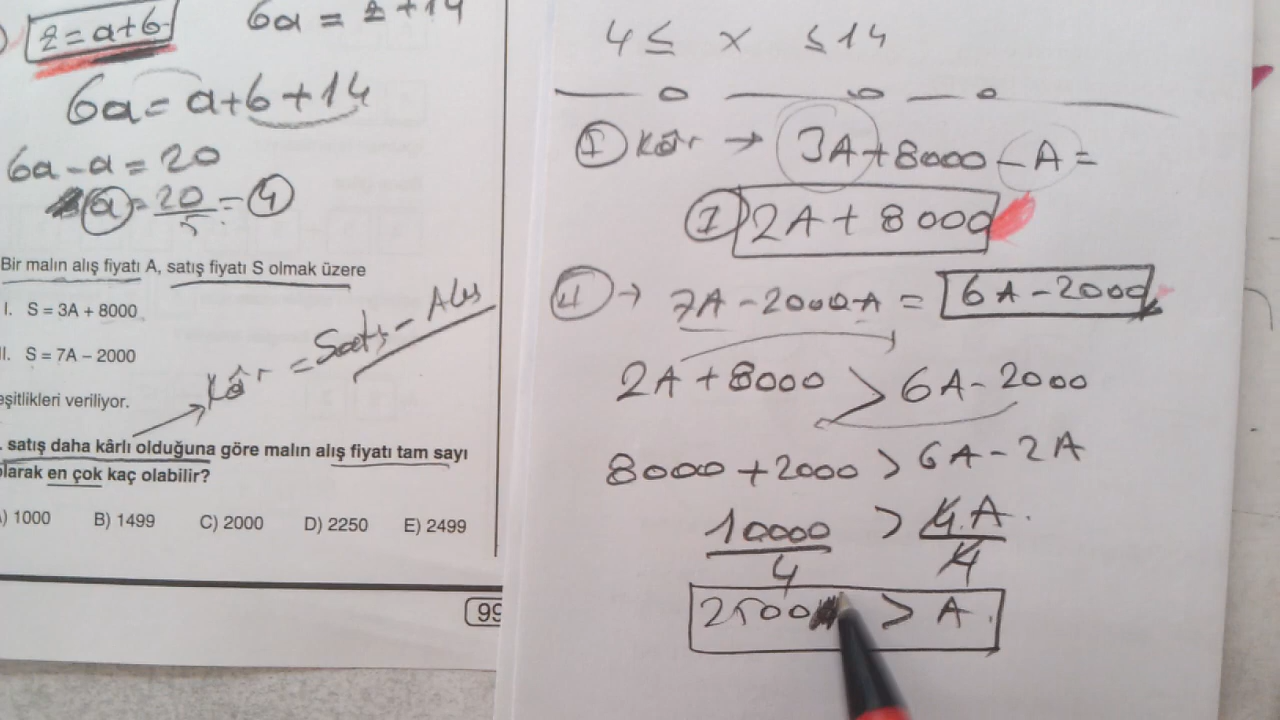 2 = a+6
6a = 2+14
6a = a+6+14
6a - a = 20
a = 20/5 = 4
Bir malın alış fiyatı A, satış fiyatı S olmak üzere
I. S = 3A + 8000
II. S = 7A – 2000
eşitlikleri veriliyor.
Kâr = Satış - Alış
. satış daha kârlı olduğuna göre malın alış fiyatı tam sayı
olarak en çok kaç olabilir?
A) 1000 B) 1499 C) 2000 D) 2250 E) 2499
99
4 ≤ x ≤ 14
I Kâr → 3A+8000 - A =
I 2A + 8000
II → 7A - 2000 - A = 6A - 2000
2A + 8000 > 6A - 2000
8000 + 2000 > 6A - 2A
10000/4 > 4.A/4
2500 > A.